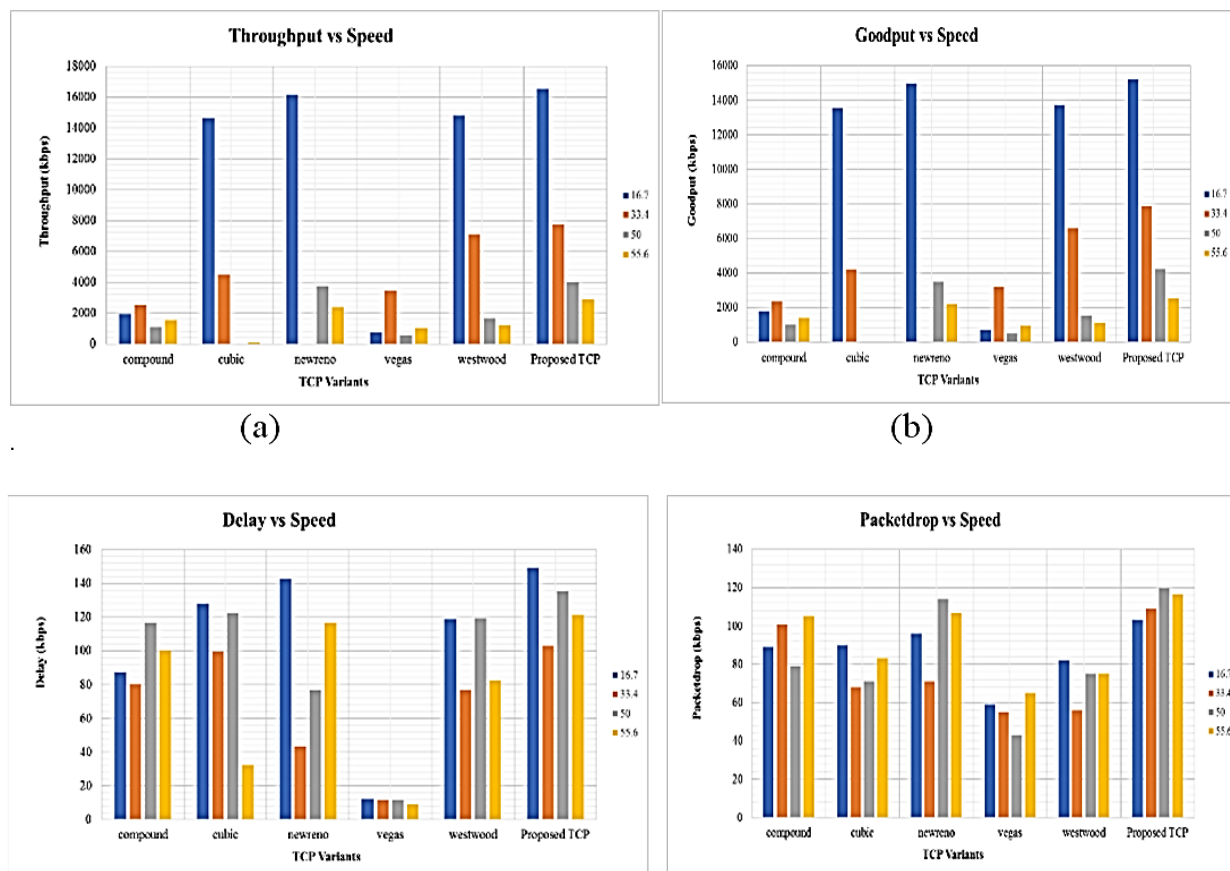 Throughput vs Speed
18000
16000
14000
12000
10000
8000
6000
4000
2000
0
Throughput (kbps)
compound cubic newreno vegas westwood Proposed TCP
TCP Variants
16.7
33.4
50
55.6
(a)
Goodput vs Speed
16000
14000
12000
10000
8000
6000
4000
2000
0
Goodput (kbps)
compound cubic newreno vegas westwood Proposed TCP
TCP Variants
16.7
33.4
50
55.6
(b)
.
Delay vs Speed
160
140
120
100
80
60
40
20
0
Delay (kbps)
compound cubic newreno vegas westwood Proposed TCP
TCP Variants
16.7
33.4
50
55.6
Packetdrop vs Speed
140
120
100
80
60
40
20
0
Packetdrop (kbps)
compound cubic newreno vegas westwood Proposed TCP
TCP Variants
16.7
33.4
50
55.6